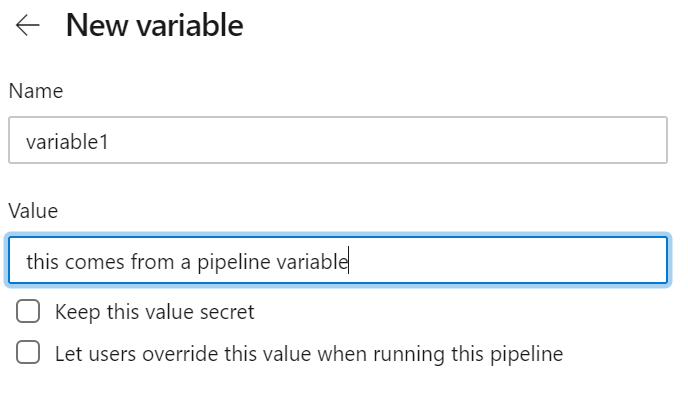 New variable
Name
variable1
Value
this comes from a pipeline variable
Keep this value secret
Let users override this value when running this pipeline